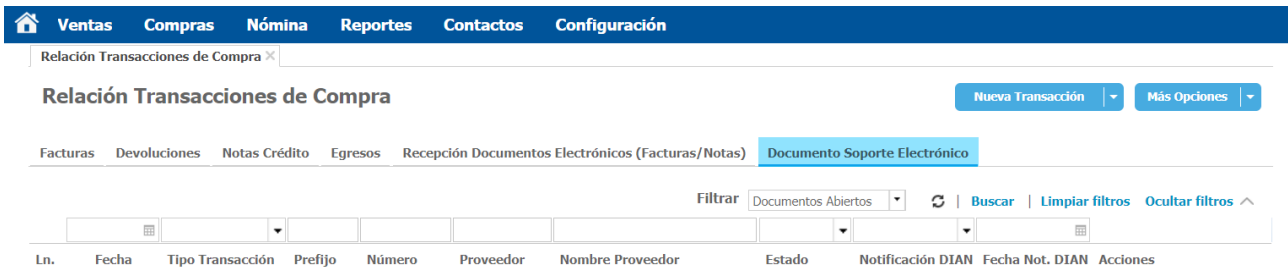 Ventas Compras Nómina Reportes Contactos Configuración
Relación Transacciones de Compra
Relación Transacciones de Compra Nueva Transacción Más Opciones
Facturas Devoluciones Notas Crédito Egresos Recepción Documentos Electrónicos (Facturas/Notas) Documento Soporte Electrónico
Filtrar Documentos Abiertos | Buscar | Limpiar filtros Ocultar filtros
Ln. Fecha Tipo Transacción Prefijo Número Proveedor Nombre Proveedor Estado Notificación DIAN Fecha Not. DIAN Acciones